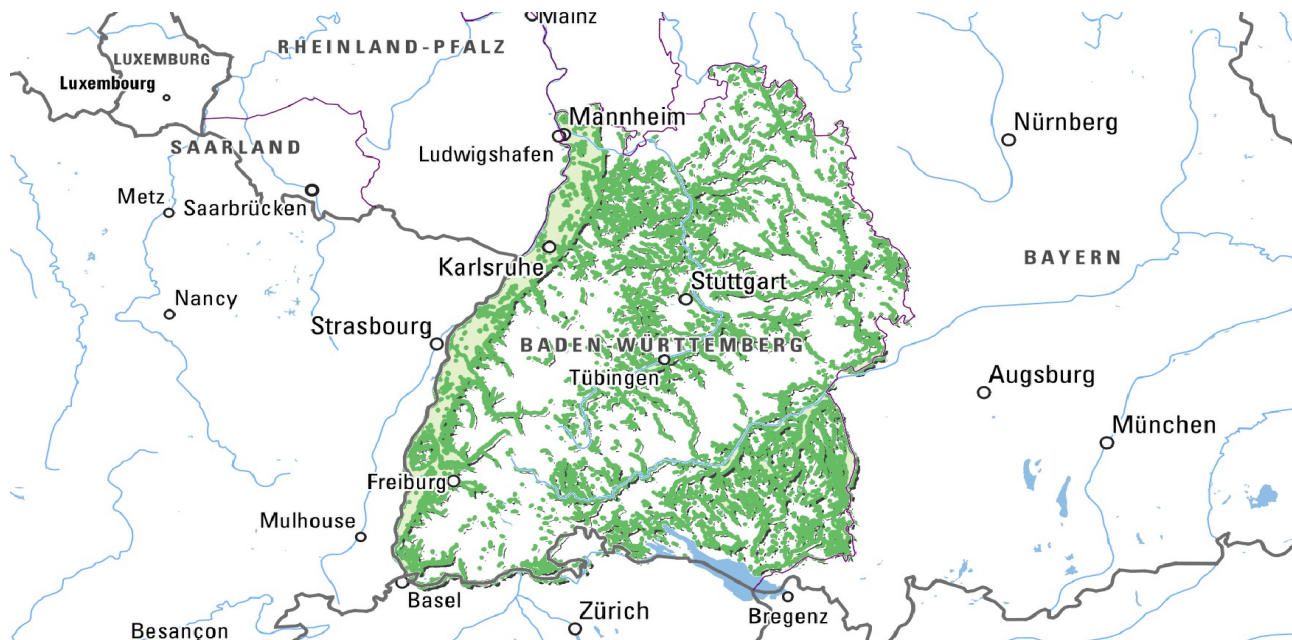 Mainz
RHEINLAND-PFALZ
LUXEMBURG
Luxembourg
Mannheim
Nürnberg
SAARLAND
Ludwigshafen
Metz
Saarbrücken
BAYERN
Karlsruhe
Stuttgart
Nancy
Strasbourg
BADEN-WÜRTTEMBERG
Tübingen
Augsburg
München
Freiburg
Mulhouse
Basel
Zürich
Bregenz
Besançon